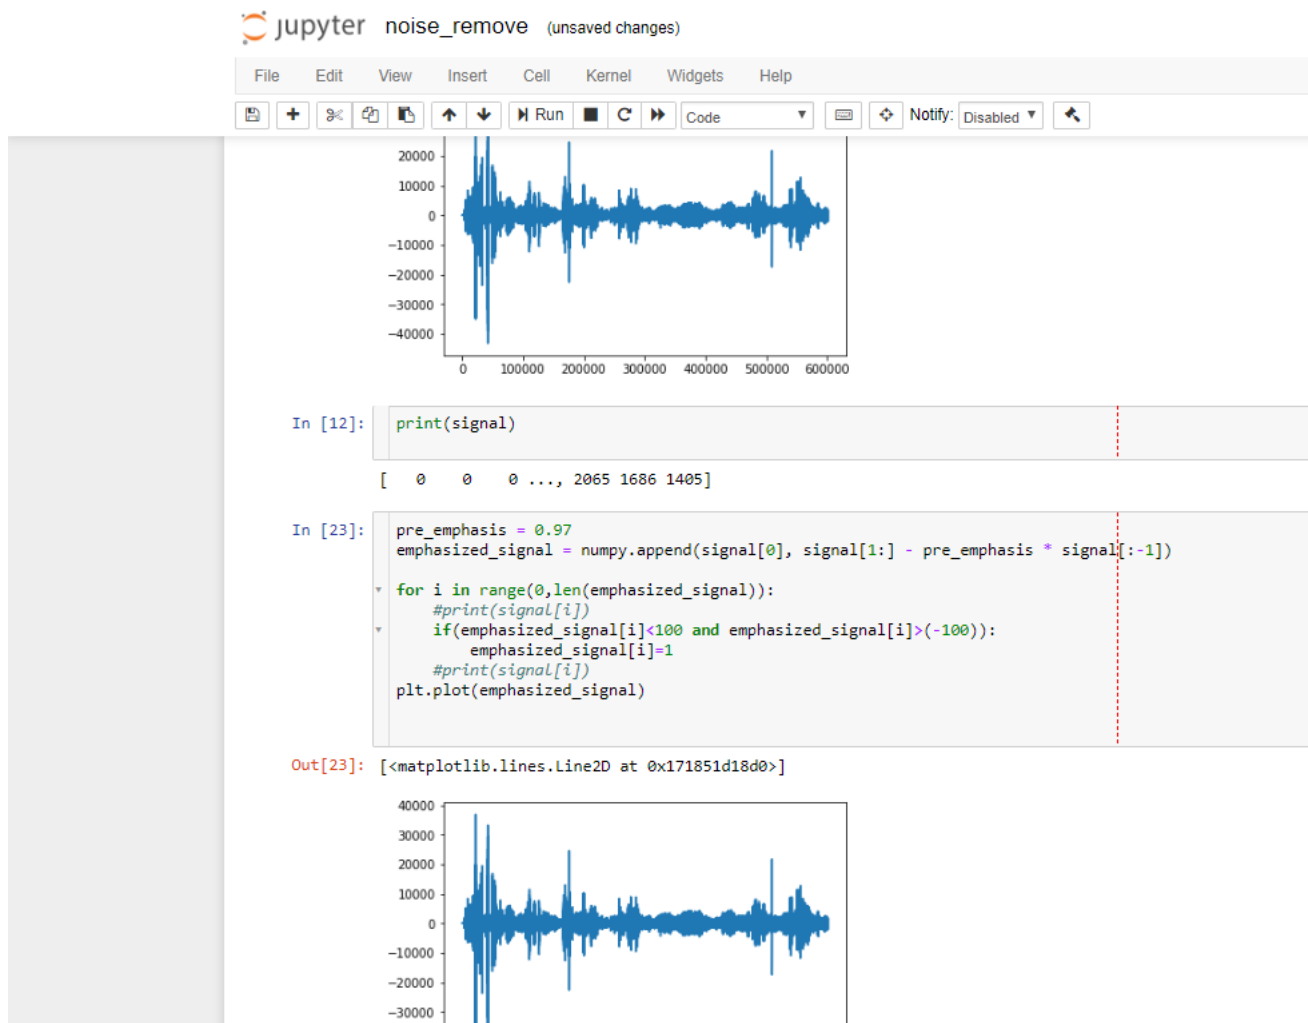 jupyter noise_remove (unsaved changes)
File Edit View Insert Cell Kernel Widgets Help
Run Code Notify: Disabled
20000
10000
0
−10000
−20000
−30000
−40000
0 100000 200000 300000 400000 500000 600000
In [12]: print(signal)
[   0    0    0 ..., 2065 1686 1405]
In [23]: pre_emphasis = 0.97
emphasized_signal = numpy.append(signal[0], signal[1:] - pre_emphasis * signal[:-1])
for i in range(0,len(emphasized_signal)):
    #print(signal[i])
    if(emphasized_signal[i]<100 and emphasized_signal[i]>(-100)):
        emphasized_signal[i]=1
    #print(signal[i])
plt.plot(emphasized_signal)
Out[23]: [<matplotlib.lines.Line2D at 0x171851d18d0>]
40000
30000
20000
10000
0
−10000
−20000
−30000